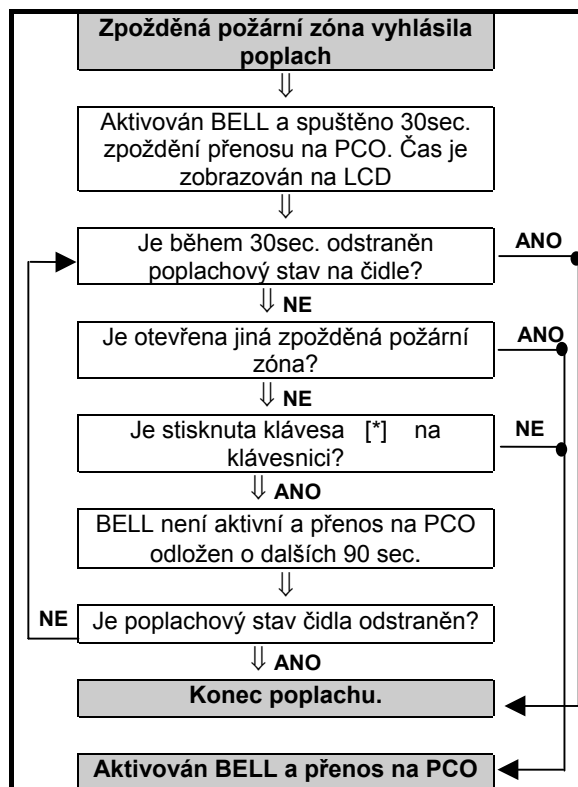 Zpožděná požární zóna vyhlásila
poplach
⇓
Aktivován BELL a spuštěno 30sec.
zpoždění přenosu na PCO. Čas je
zobrazován na LCD
⇓
Je během 30sec. odstraněn
poplachový stav na čidle?
ANO
⇓ NE
Je otevřena jiná zpožděná požární
zóna?
ANO
⇓ NE
Je stisknuta klávesa [*] na
klávesnici?
NE
⇓ ANO
BELL není aktivní a přenos na PCO
odložen o dalších 90 sec.
⇓
NE
Je poplachový stav čidla odstraněn?
⇓ ANO
Konec poplachu.
Aktivován BELL a přenos na PCO